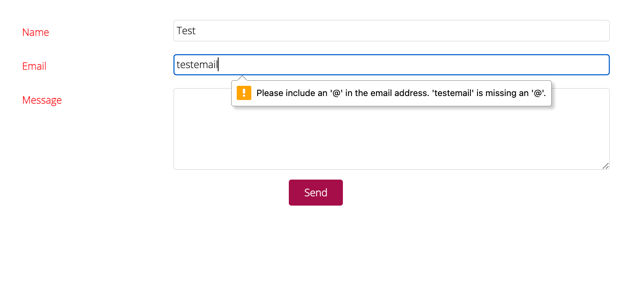 Name
Test
Email
testemail
Please include an '@' in the email address. 'testemail' is missing an '@'.
Message
Send